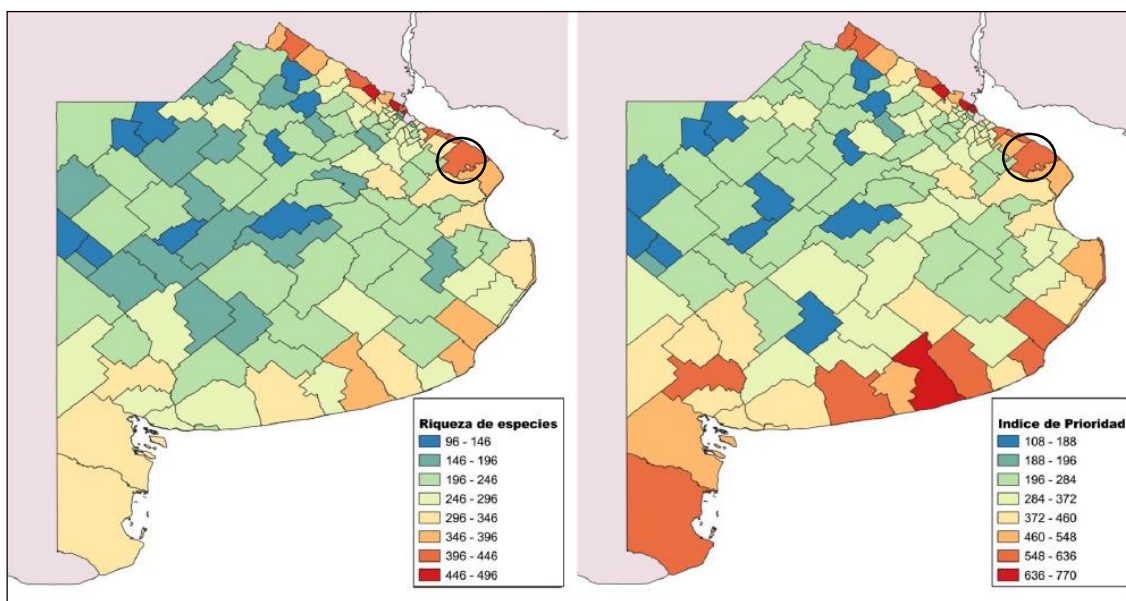 Riqueza de especies
96 - 146
146 - 196
196 - 246
246 - 296
296 - 346
346 - 396
396 - 446
446 - 496
Indice de Prioridad
108 - 188
188 - 196
196 - 284
284 - 372
372 - 460
460 - 548
548 - 636
636 - 770